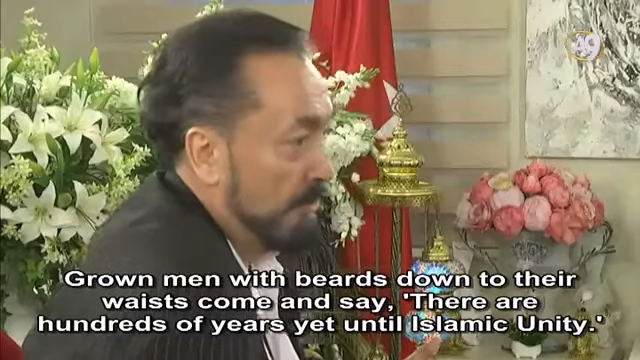 A9
Grown men with beards down to their
waists come and say, 'There are
hundreds of years yet until Islamic Unity.'